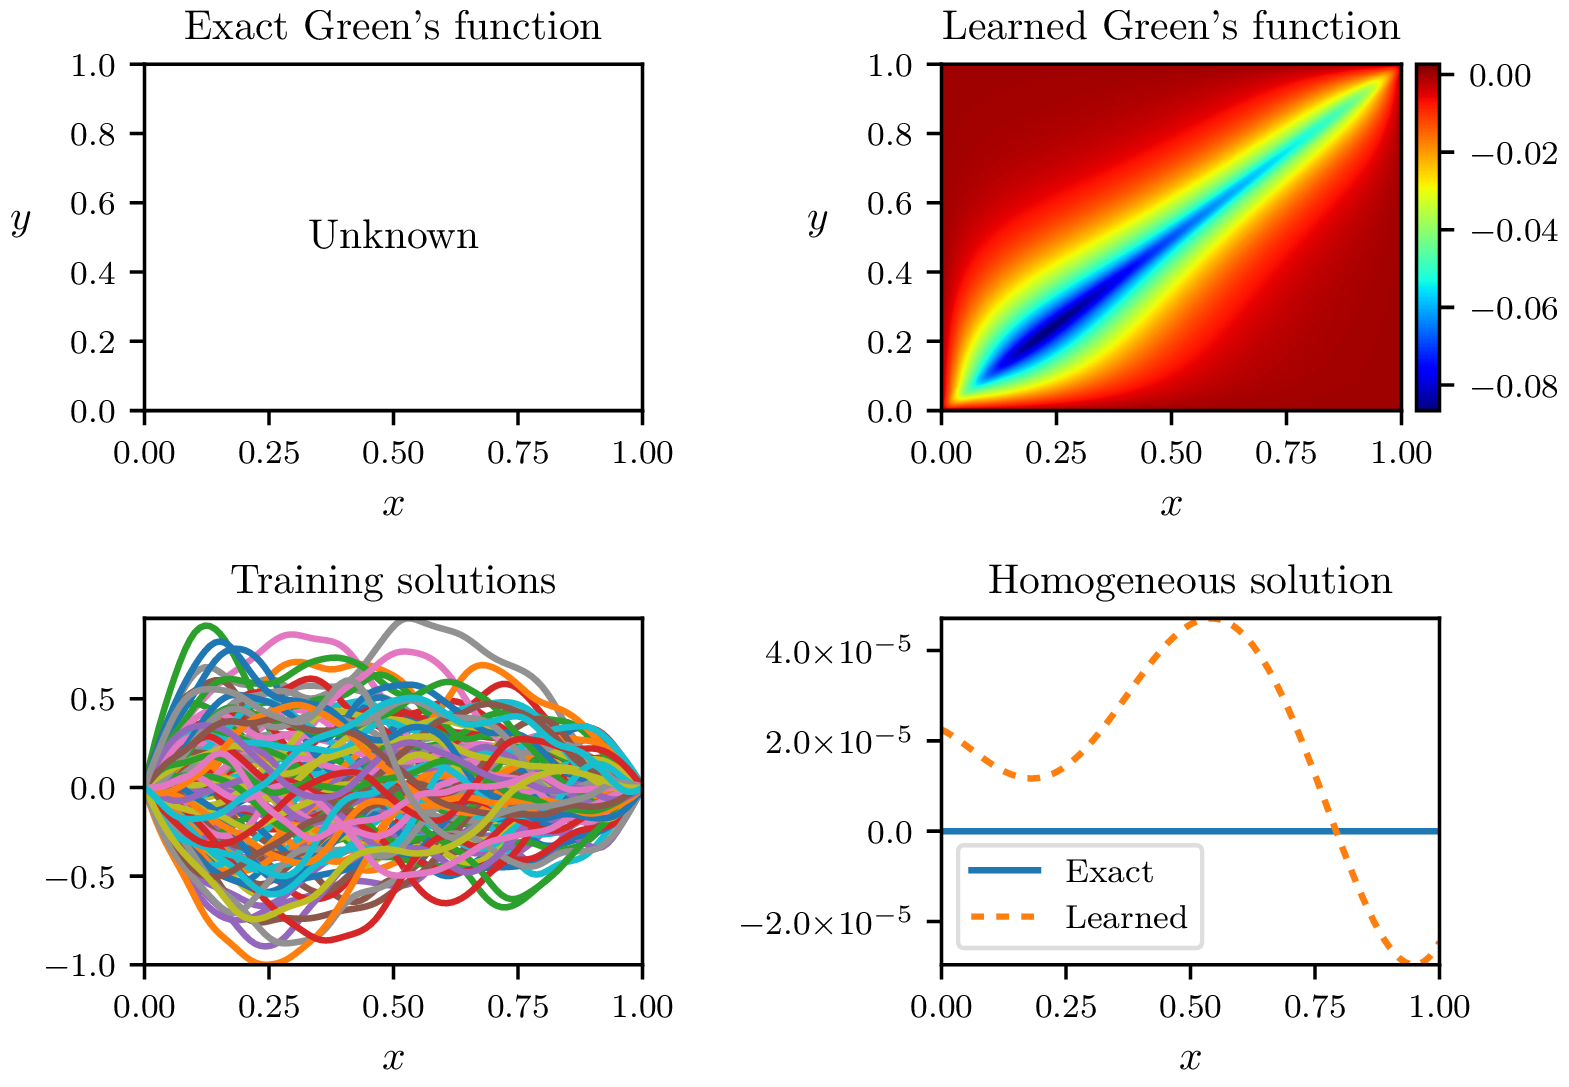 Exact Green's function
1.0
0.8
0.6
0.4
0.2
0.0
y
Unknown
0.00 0.25 0.50 0.75 1.00
x
Learned Green's function
1.0
0.8
0.6
0.4
0.2
0.0
y
0.00 0.25 0.50 0.75 1.00
x
0.00
−0.02
−0.04
−0.06
−0.08
Training solutions
0.5
0.0
−0.5
−1.0
0.00 0.25 0.50 0.75 1.00
x
Homogeneous solution
4.0×10⁻⁵
2.0×10⁻⁵
0.0
−2.0×10⁻⁵
Exact
Learned
0.00 0.25 0.50 0.75 1.00
x